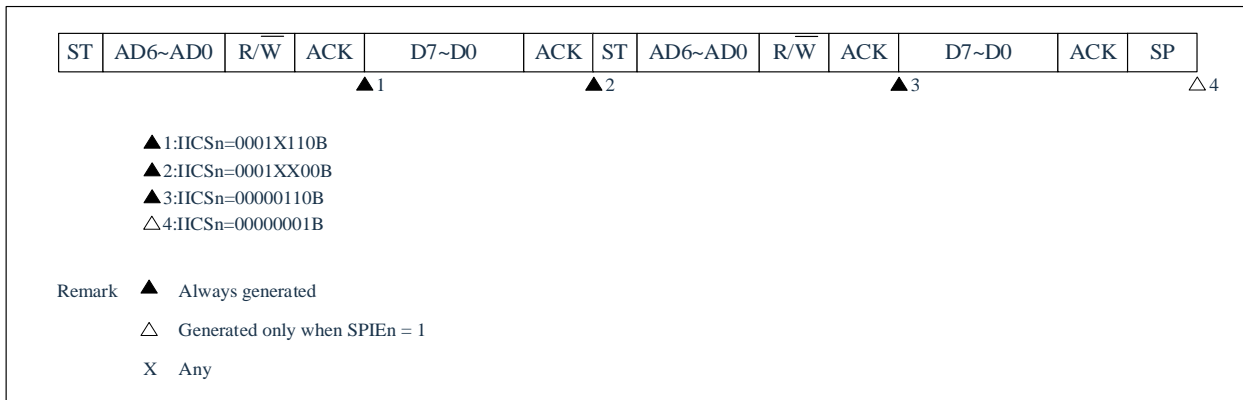 ST AD6~AD0 R/W̅ ACK D7~D0 ACK ST AD6~AD0 R/W̅ ACK D7~D0 ACK SP
▲1 ▲2 ▲3 △4
▲1:IICSn=0001X110B
▲2:IICSn=0001XX00B
▲3:IICSn=00000110B
△4:IICSn=00000001B
Remark ▲ Always generated
△ Generated only when SPIEn = 1
X Any